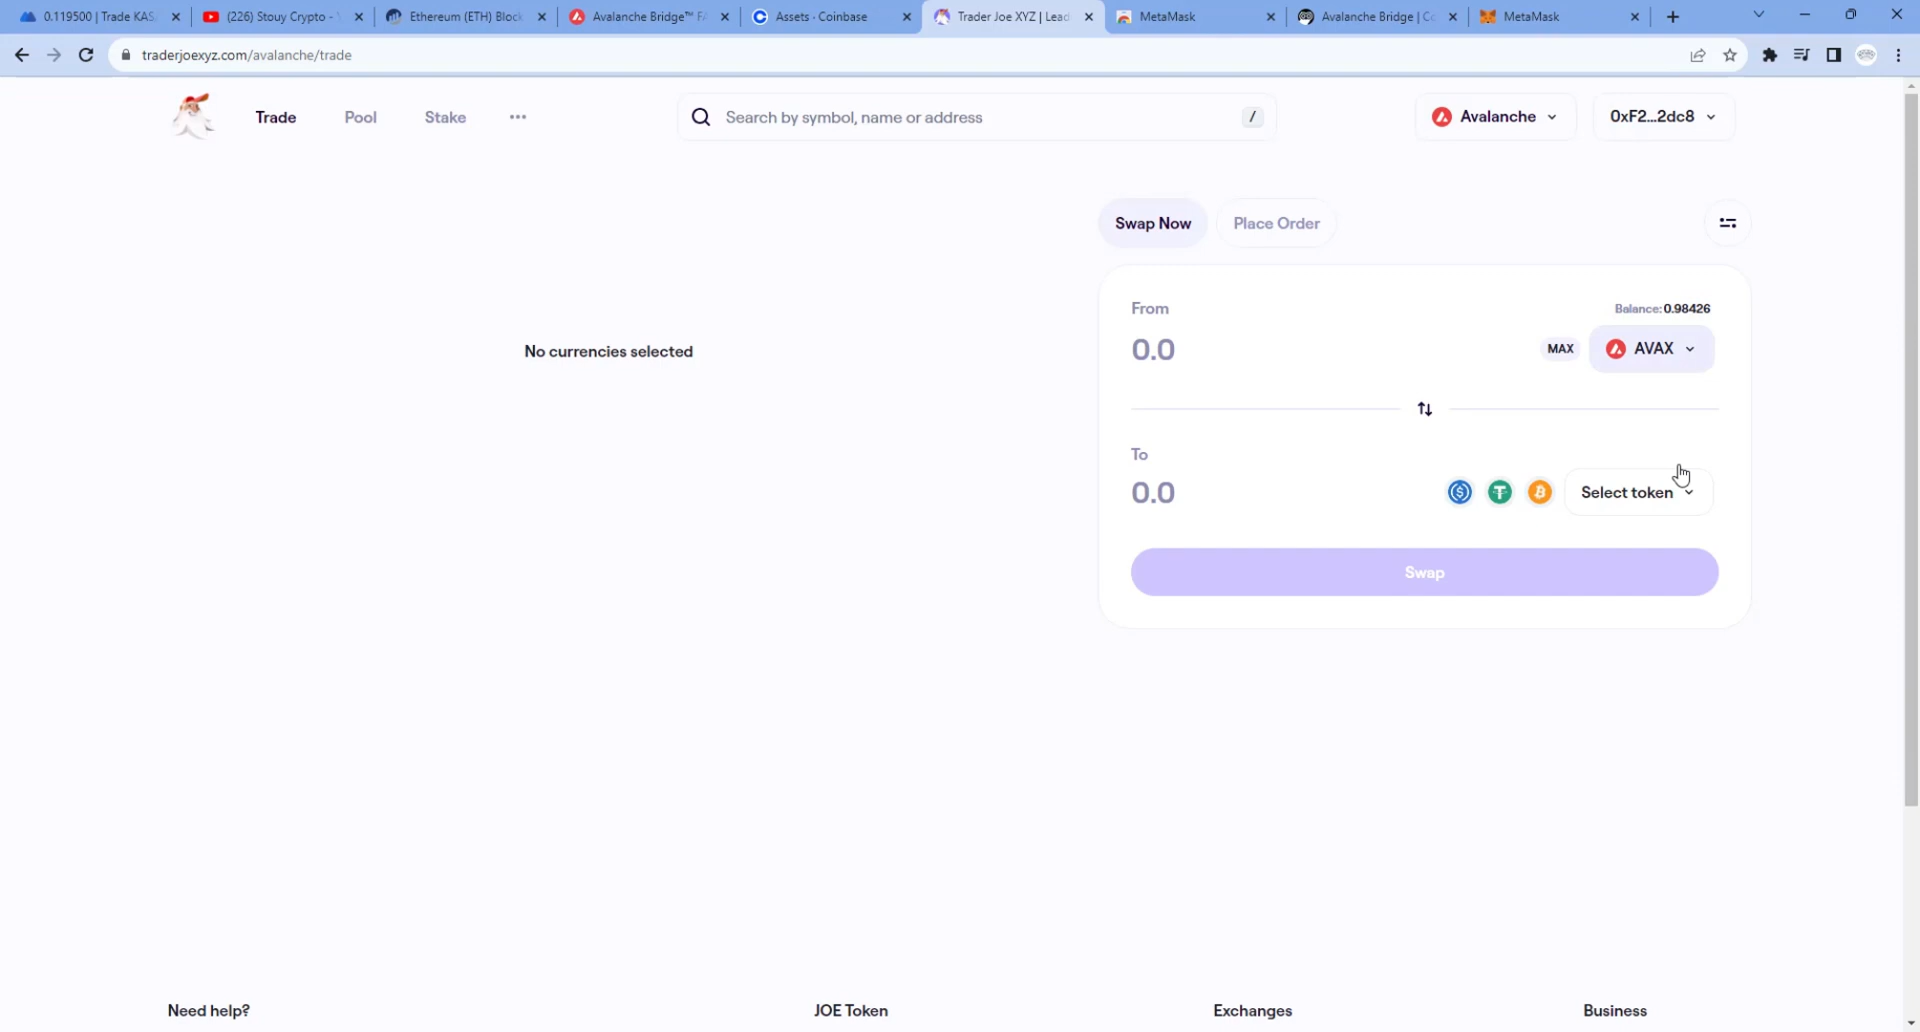 0.119500 | Trade KAS
(226) Stouy Crypto -
Ethereum (ETH) Block
Avalanche Bridge™ FA
Assets · Coinbase
Trader Joe XYZ | Lead
MetaMask
Avalanche Bridge | Co
MetaMask
traderjoexyz.com/avalanche/trade
Trade
Pool
Stake
Search by symbol, name or address
/
Avalanche
0xF2...2dc8
Swap Now
Place Order
From
Balance: 0.98426
No currencies selected
0.0
MAX
AVAX
To
0.0
Select token
Swap
Need help?
JOE Token
Exchanges
Business